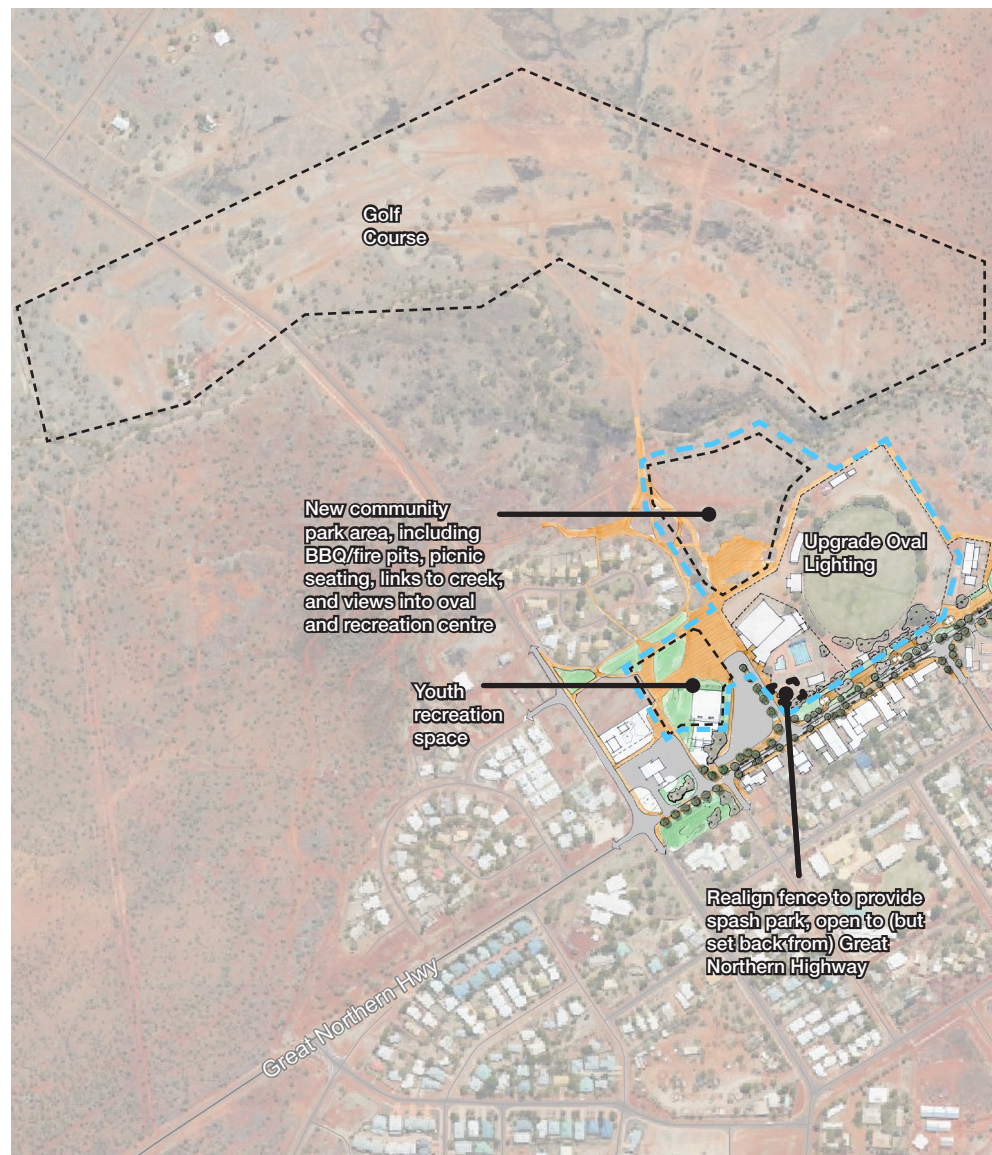 Golf
Course
New community
park area, including
BBQ/fire pits, picnic
seating, links to creek,
and views into oval
and recreation centre
Upgrade Oval
Lighting
Youth
recreation
space
Realign fence to provide
spash park, open to (but
set back from) Great
Northern Highway
Great Northern Hwy